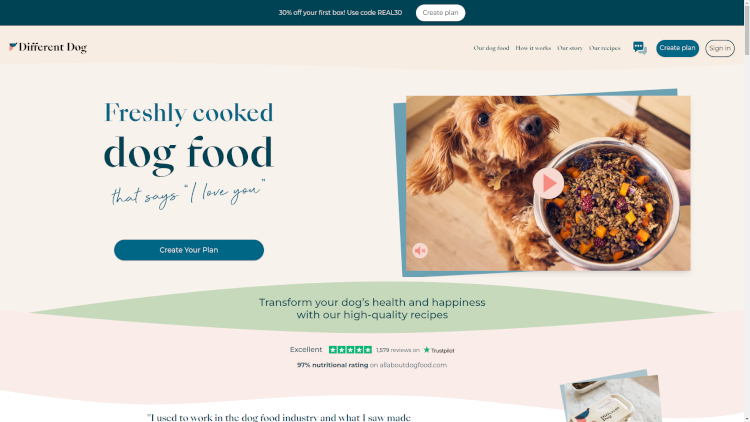 30% off your first box! Use code REAL30
Create plan
Different Dog
Our dog food
How it works
Our story
Our recipes
Create plan
Sign in
Freshly cooked
dog food
that says "I love you"
Create Your Plan
Transform your dog's health and happiness
with our high-quality recipes
Excellent
1,579 reviews on
Trustpilot
97% nutritional rating on allaboutdogfood.com
"I used to work in the dog food industry and what I saw made
Different
Dog